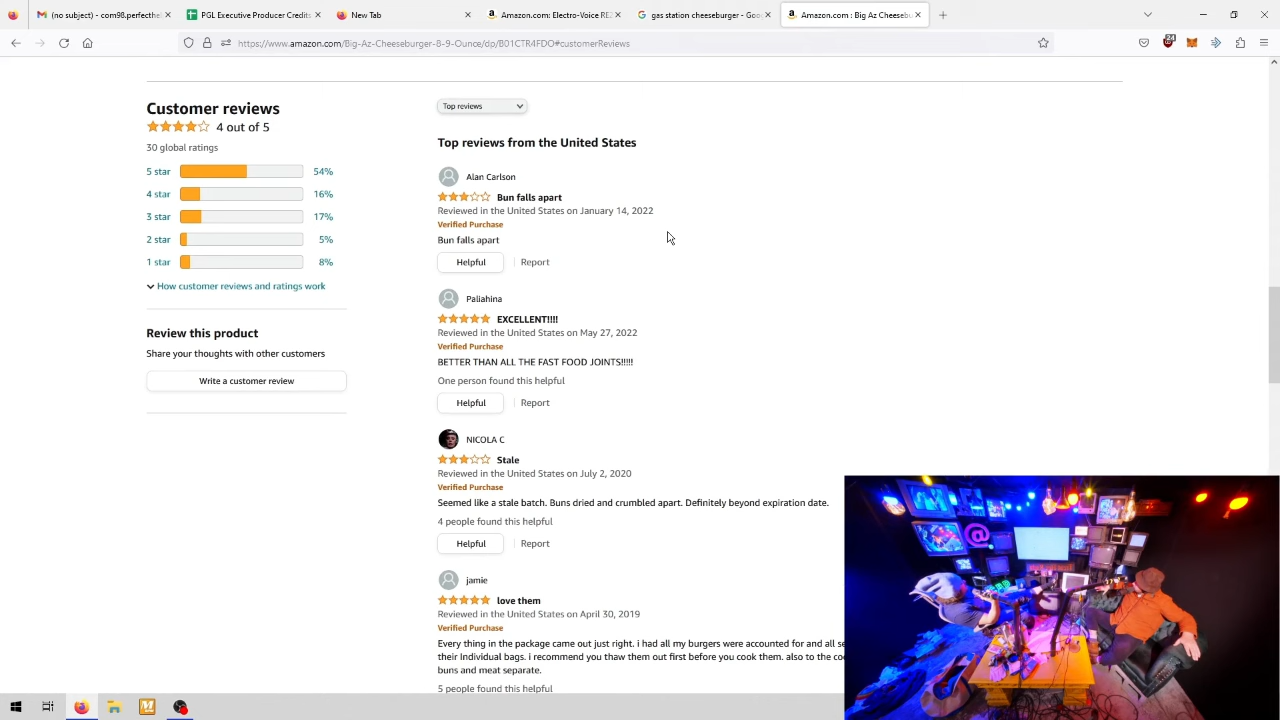 (no subject) - com98.perfecthe
PGL Executive Producer Credits
New Tab
Amazon.com: Electro-Voice RE2
gas station cheeseburger - Goo
Amazon.com : Big Az Cheesebu
https://www.amazon.com/Big-Az-Cheeseburger-8-9-Ounce/dp/B01CTR4FDO#customerReviews
24
Customer reviews
4 out of 5
30 global ratings
5 star 54%
4 star 16%
3 star 17%
2 star 5%
1 star 8%
How customer reviews and ratings work
Review this product
Share your thoughts with other customers
Write a customer review
Top reviews
Top reviews from the United States
Alan Carlson
Bun falls apart
Reviewed in the United States on January 14, 2022
Verified Purchase
Bun falls apart
Helpful Report
Paliahina
EXCELLENT!!!!
Reviewed in the United States on May 27, 2022
Verified Purchase
BETTER THAN ALL THE FAST FOOD JOINTS!!!!!
One person found this helpful
Helpful Report
NICOLA C
Stale
Reviewed in the United States on July 2, 2020
Verified Purchase
Seemed like a stale batch. Buns dried and crumbled apart. Definitely beyond expiration date.
4 people found this helpful
Helpful Report
jamie
love them
Reviewed in the United States on April 30, 2019
Verified Purchase
Every thing in the package came out just right. i had all my burgers were accounted for and all se
their Individual bags. i recommend you thaw them out first before you cook them. also to the coo
buns and meat separate.
5 people found this helpful
@